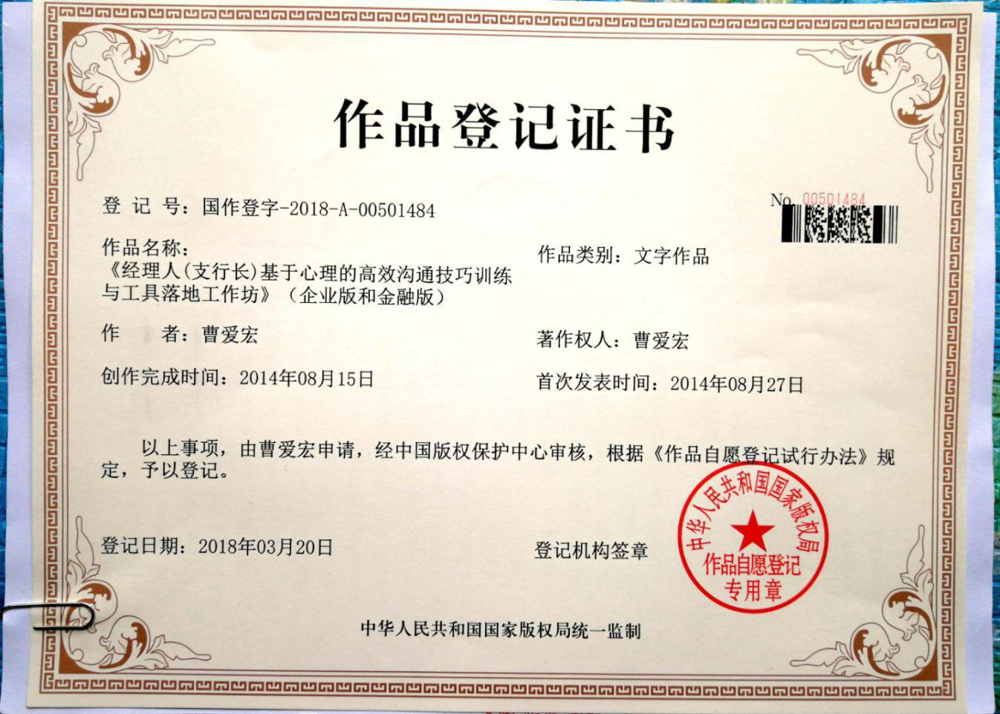 作品登记证书
登 记 号：国作登字-2018-A-00501484
No. 00501484
作品名称：
《经理人(支行长)基于心理的高效沟通技巧训练
与工具落地工作坊》（企业版和金融版）
作品类别：文字作品
作 者：曹爱宏
著作权人：曹爱宏
创作完成时间：2014年08月15日
首次发表时间：2014年08月27日
以上事项，由曹爱宏申请，经中国版权保护中心审核，根据《作品自愿登记试行办法》规
定，予以登记。
登记日期：2018年03月20日
登记机构签章
中华人民共和国国家版权局
作品自愿登记
专用章
中华人民共和国国家版权局统一监制